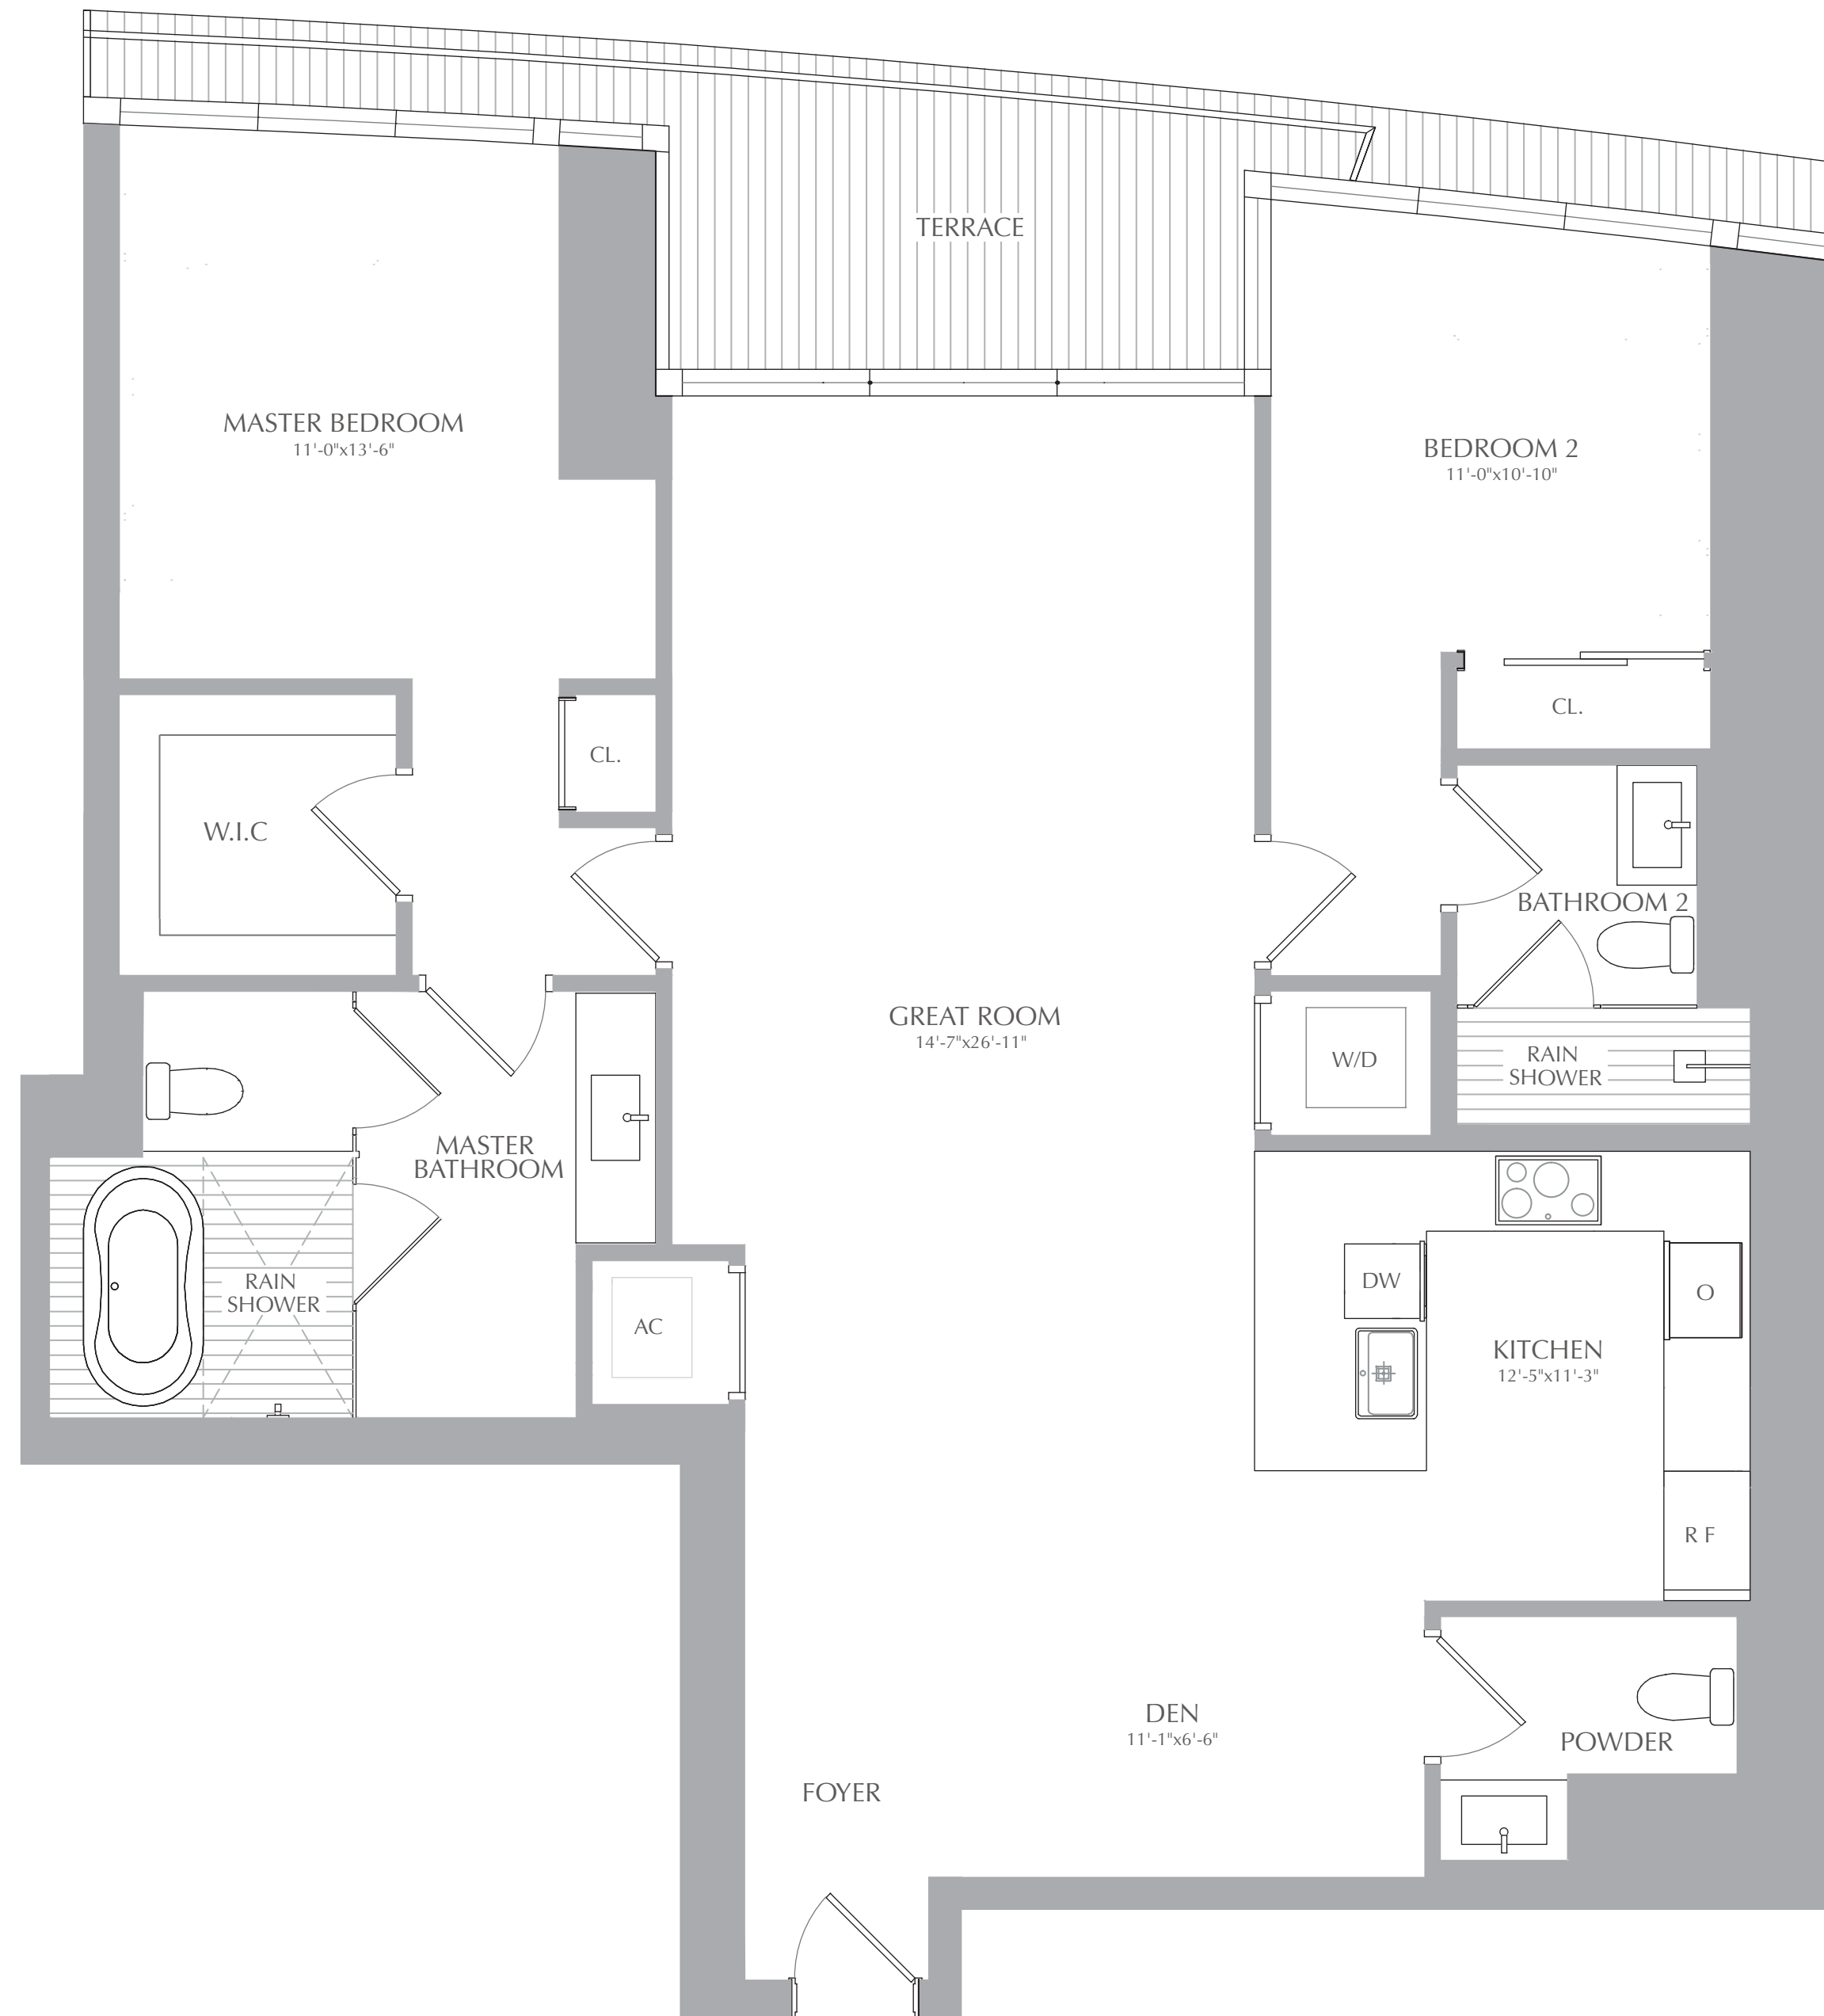 TERRACE
MASTER BEDROOM
11'-0"x13'-6"
BEDROOM 2
11'-0"x10'-10"
CL.
CL.
W.I.C
BATHROOM 2
GREAT ROOM
14'-7"x26'-11"
W/D
RAIN
SHOWER
MASTER
BATHROOM
RAIN
SHOWER
AC
DW
O
KITCHEN
12'-5"x11'-3"
R F
DEN
11'-1"x6'-6"
POWDER
FOYER